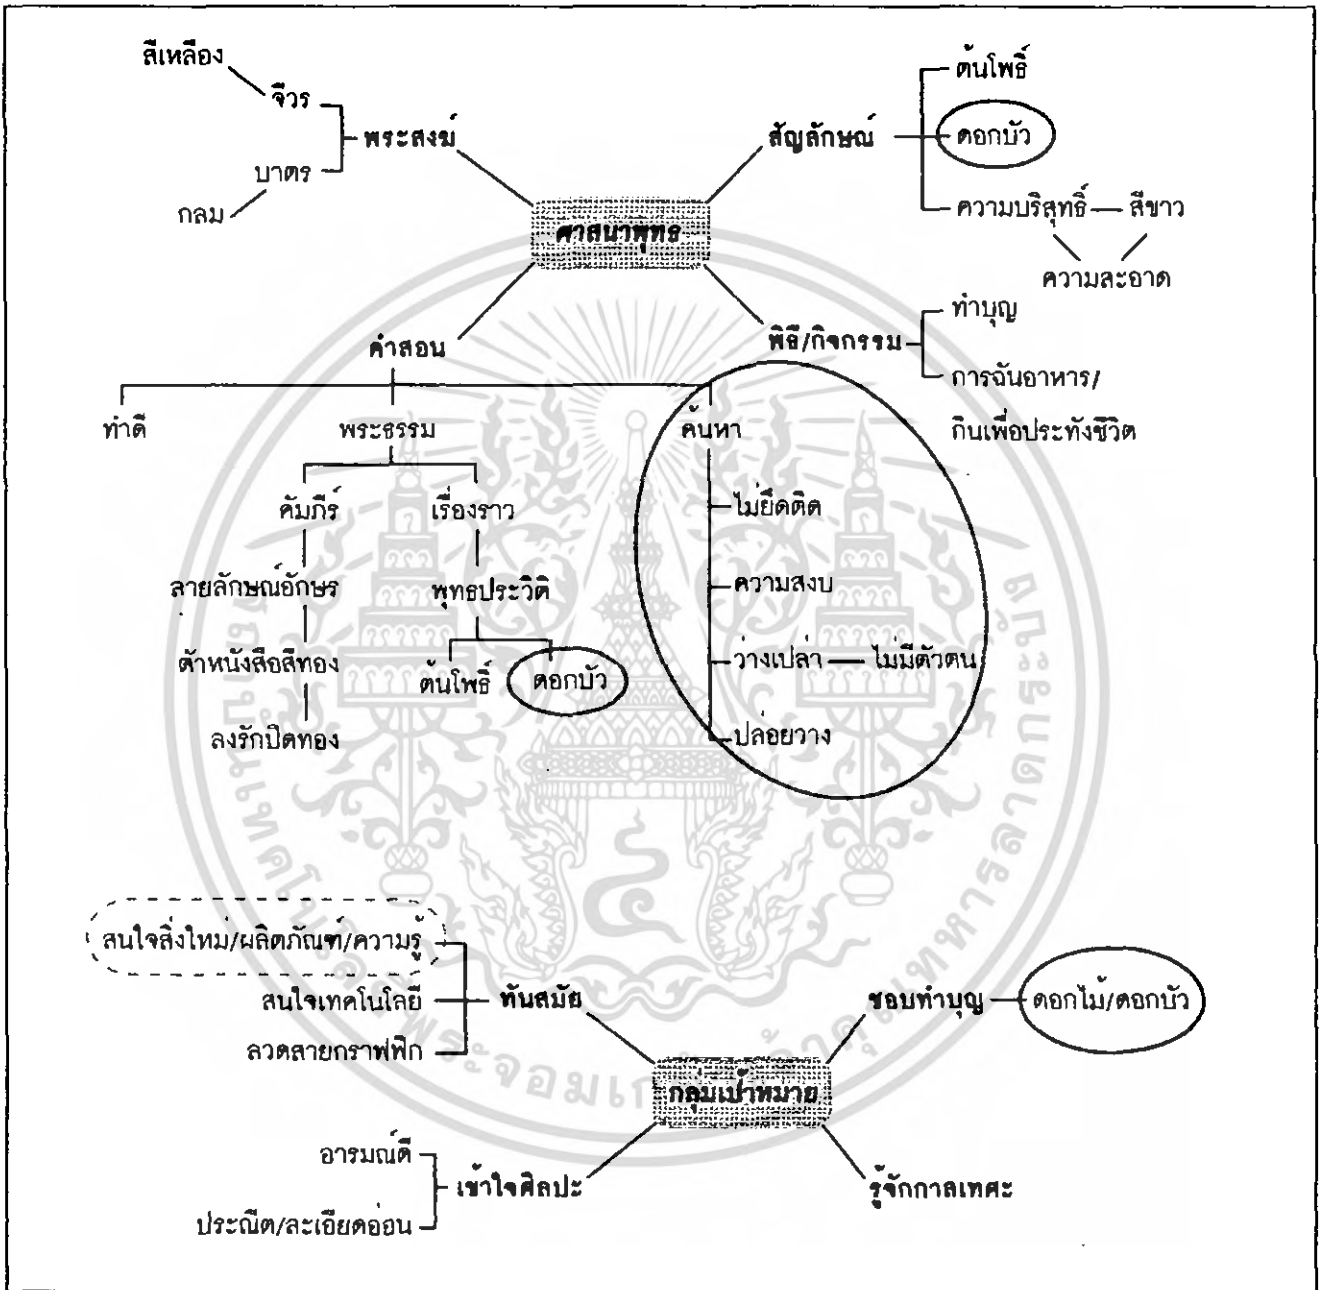 สีเหลือง
จีวร
พระสงฆ์
บาตร
กลม
สัญลักษณ์
ต้นโพธิ์
ดอกบัว
ความบริสุทธิ์
สีขาว
ความสะอาด
ศาสนาพุทธ
คำสอน
พิธี/กิจกรรม
ทำบุญ
การฉันอาหาร/
กินเพื่อประทังชีวิต
ทำดี
พระธรรม
ค้นหา
คัมภีร์
เรื่องราว
ไม่ยึดติด
ลายลักษณ์อักษร
พุทธประวิติ
ความสงบ
ตำหนังสือสีทอง
ต้นโพธิ์
ดอกบัว
ว่างเปล่า
ไม่มีตัวตน
ลงรักปิดทอง
ปล่อยวาง
สนใจสิ่งใหม่/ผลิตภัณฑ์/ความรู้
สนใจเทคโนโลยี
ทันสมัย
ลวดสายกราฟฟิก
ชอบทำบุญ
ดอกไม้/ดอกบัว
กลุ่มเป้าหมาย
อารมณ์ดี
เข้าใจศิลปะ
ประณีต/ละเอียดอ่อน
รู้จักกาลเทศะ